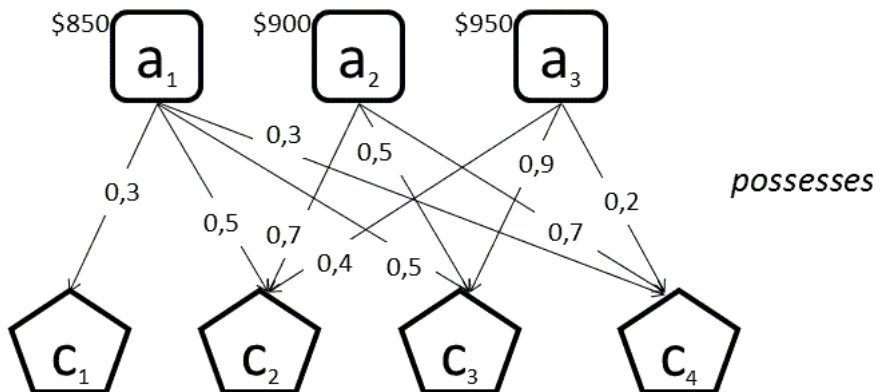 $850 $900 $950
a₁ a₂ a₃
0,3 0,5
0,3 0,9
0,5 0,7 0,2
0,4 0,5 0,7
possesses
c₁ c₂ c₃ c₄